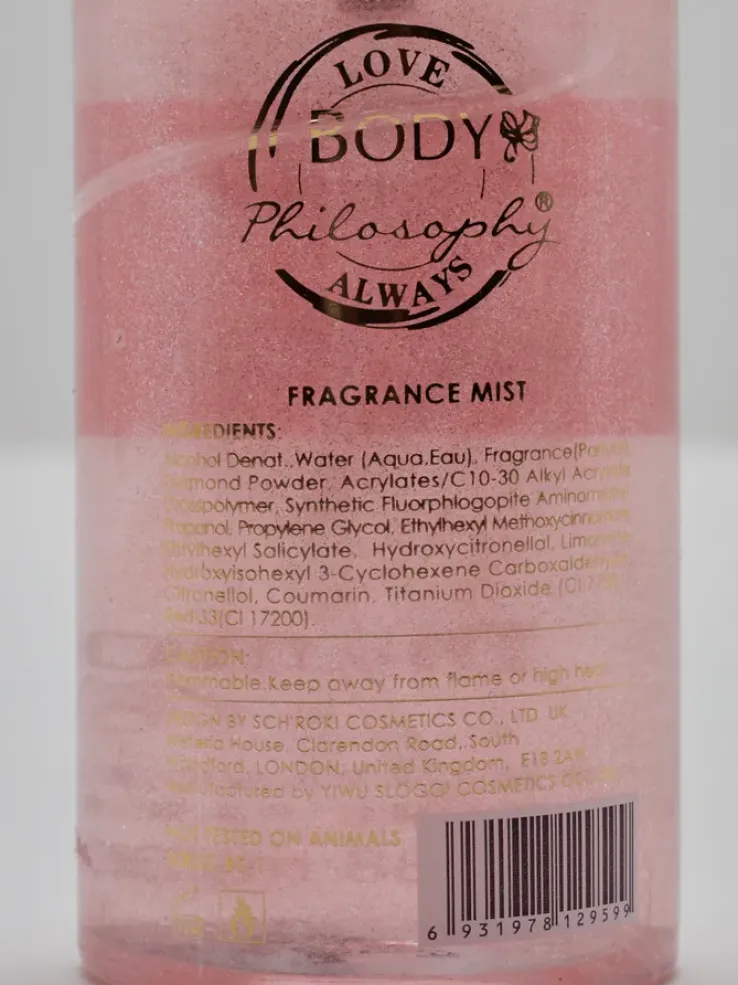 LOVE
BODY
Philosophy®
ALWAYS
FRAGRANCE MIST
INGREDIENTS:
Alcohol Denat., Water (Aqua,Eau), Fragrance(Parfum),
Diamond Powder, Acrylates/C10-30 Alkyl Acrylate
Crosspolymer, Synthetic Fluorphlogopite Aminomethyl
Propanol, Propylene Glycol, Ethylhexyl Methoxycinnamate
Ethylhexyl Salicylate, Hydroxycitronellal, Limonene
Hydroxyisohexyl 3-Cyclohexene Carboxaldehyde
Citronellol, Coumarin, Titanium Dioxide (CI
Red 33(CI 17200).
CAUTION:
Flammable.Keep away from flame or high heat
DESIGN BY SCH'ROKI COSMETICS CO., LTD. UK
House, Clarendon Road, South
Woodford, LONDON, United Kingdom, E18 2AW
Manufactured by YIWU SLOGGI COSMETICS
NOT TESTED ON ANIMALS
6 931978 129599